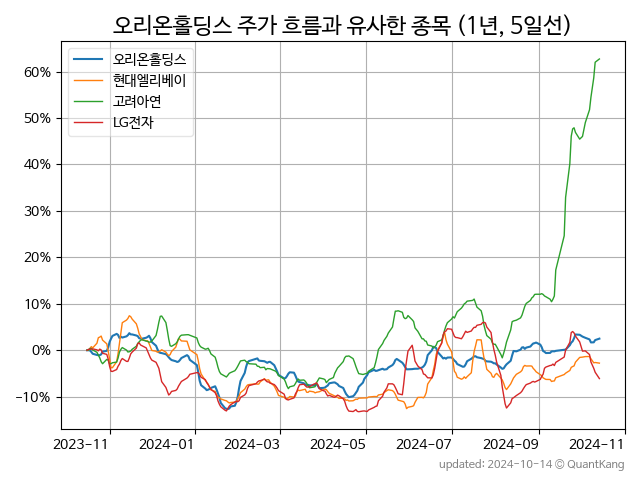 오리온홀딩스 주가 흐름과 유사한 종목 (1년, 5일선)
오리온홀딩스
현대엘리베이
고려아연
LG전자
60%
50%
40%
30%
20%
10%
0%
−10%
2023−11 2024−01 2024−03 2024−05 2024−07 2024−09 2024−11
updated: 2024-10-14 © QuantKang